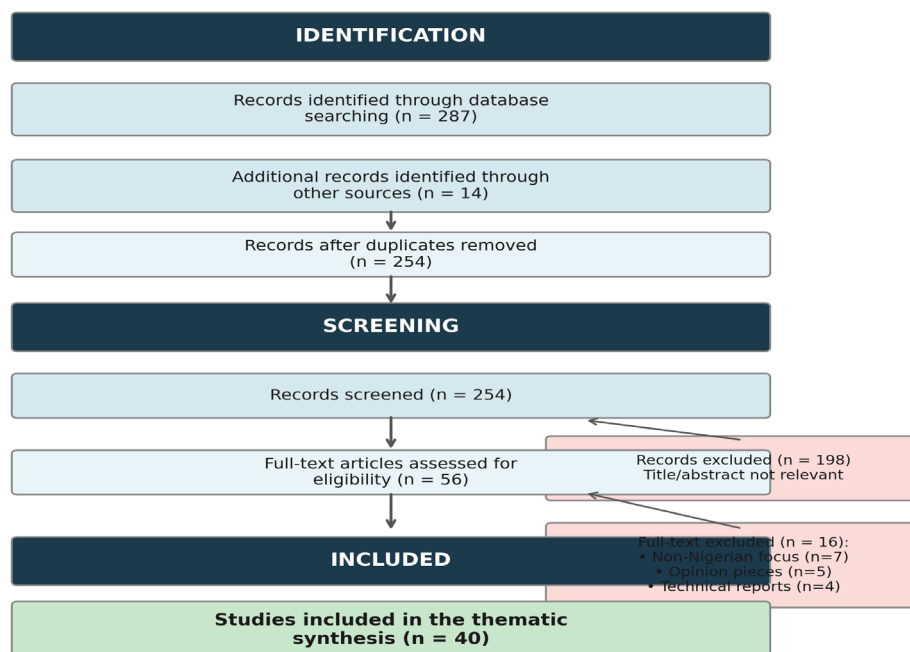 IDENTIFICATION
Records identified through database
searching (n = 287)
Additional records identified through
other sources (n = 14)
Records after duplicates removed
(n = 254)
SCREENING
Records screened (n = 254)
Records excluded (n = 198)
Title/abstract not relevant
Full-text articles assessed for
eligibility (n = 56)
Full-text excluded (n = 16):
• Non-Nigerian focus (n=7)
• Opinion pieces (n=5)
• Technical reports (n=4)
INCLUDED
Studies included in the thematic
synthesis (n = 40)